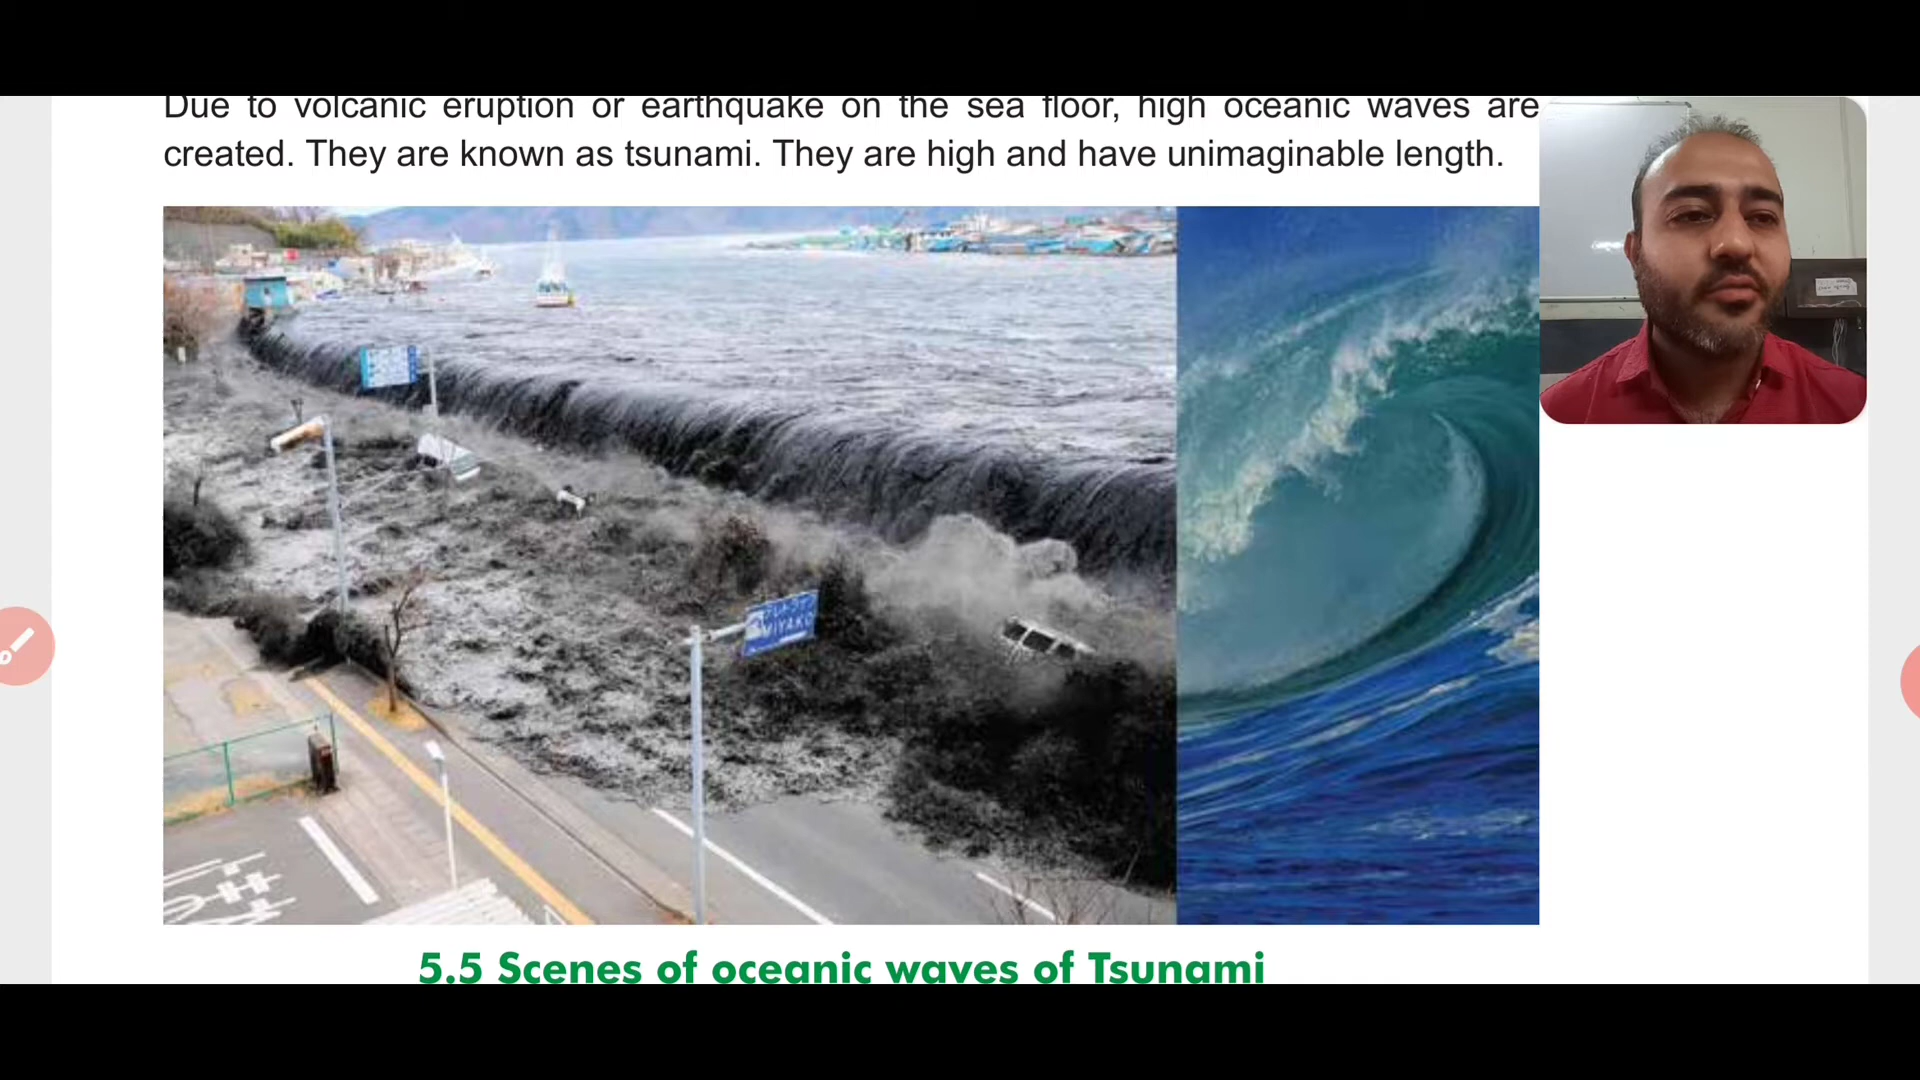 Due to volcanic eruption or earthquake on the sea floor, high oceanic waves are
created. They are known as tsunami. They are high and have unimaginable length.
MIYAKO
5.5 Scenes of oceanic waves of Tsunami